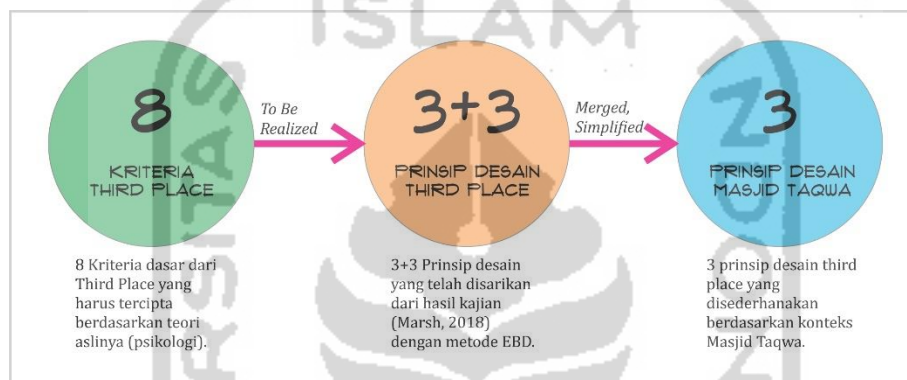 ISLAM
8
KRITERIA
THIRD PLACE
To Be
Realized
3+3
PRINSIP DESAIN
THIRD PLACE
Merged,
Simplified
3
PRINSIP DESAIN
MASJID TAQWA
8 Kriteria dasar dari
Third Place yang
harus tercipta
berdasarkan teori
aslinya (psikologi).
3+3 Prinsip desain
yang telah disarikan
dari hasil kajian
(Marsh, 2018)
dengan metode EBD.
3 prinsip desain third
place yang
disederhanakan
berdasarkan konteks
Masjid Taqwa.